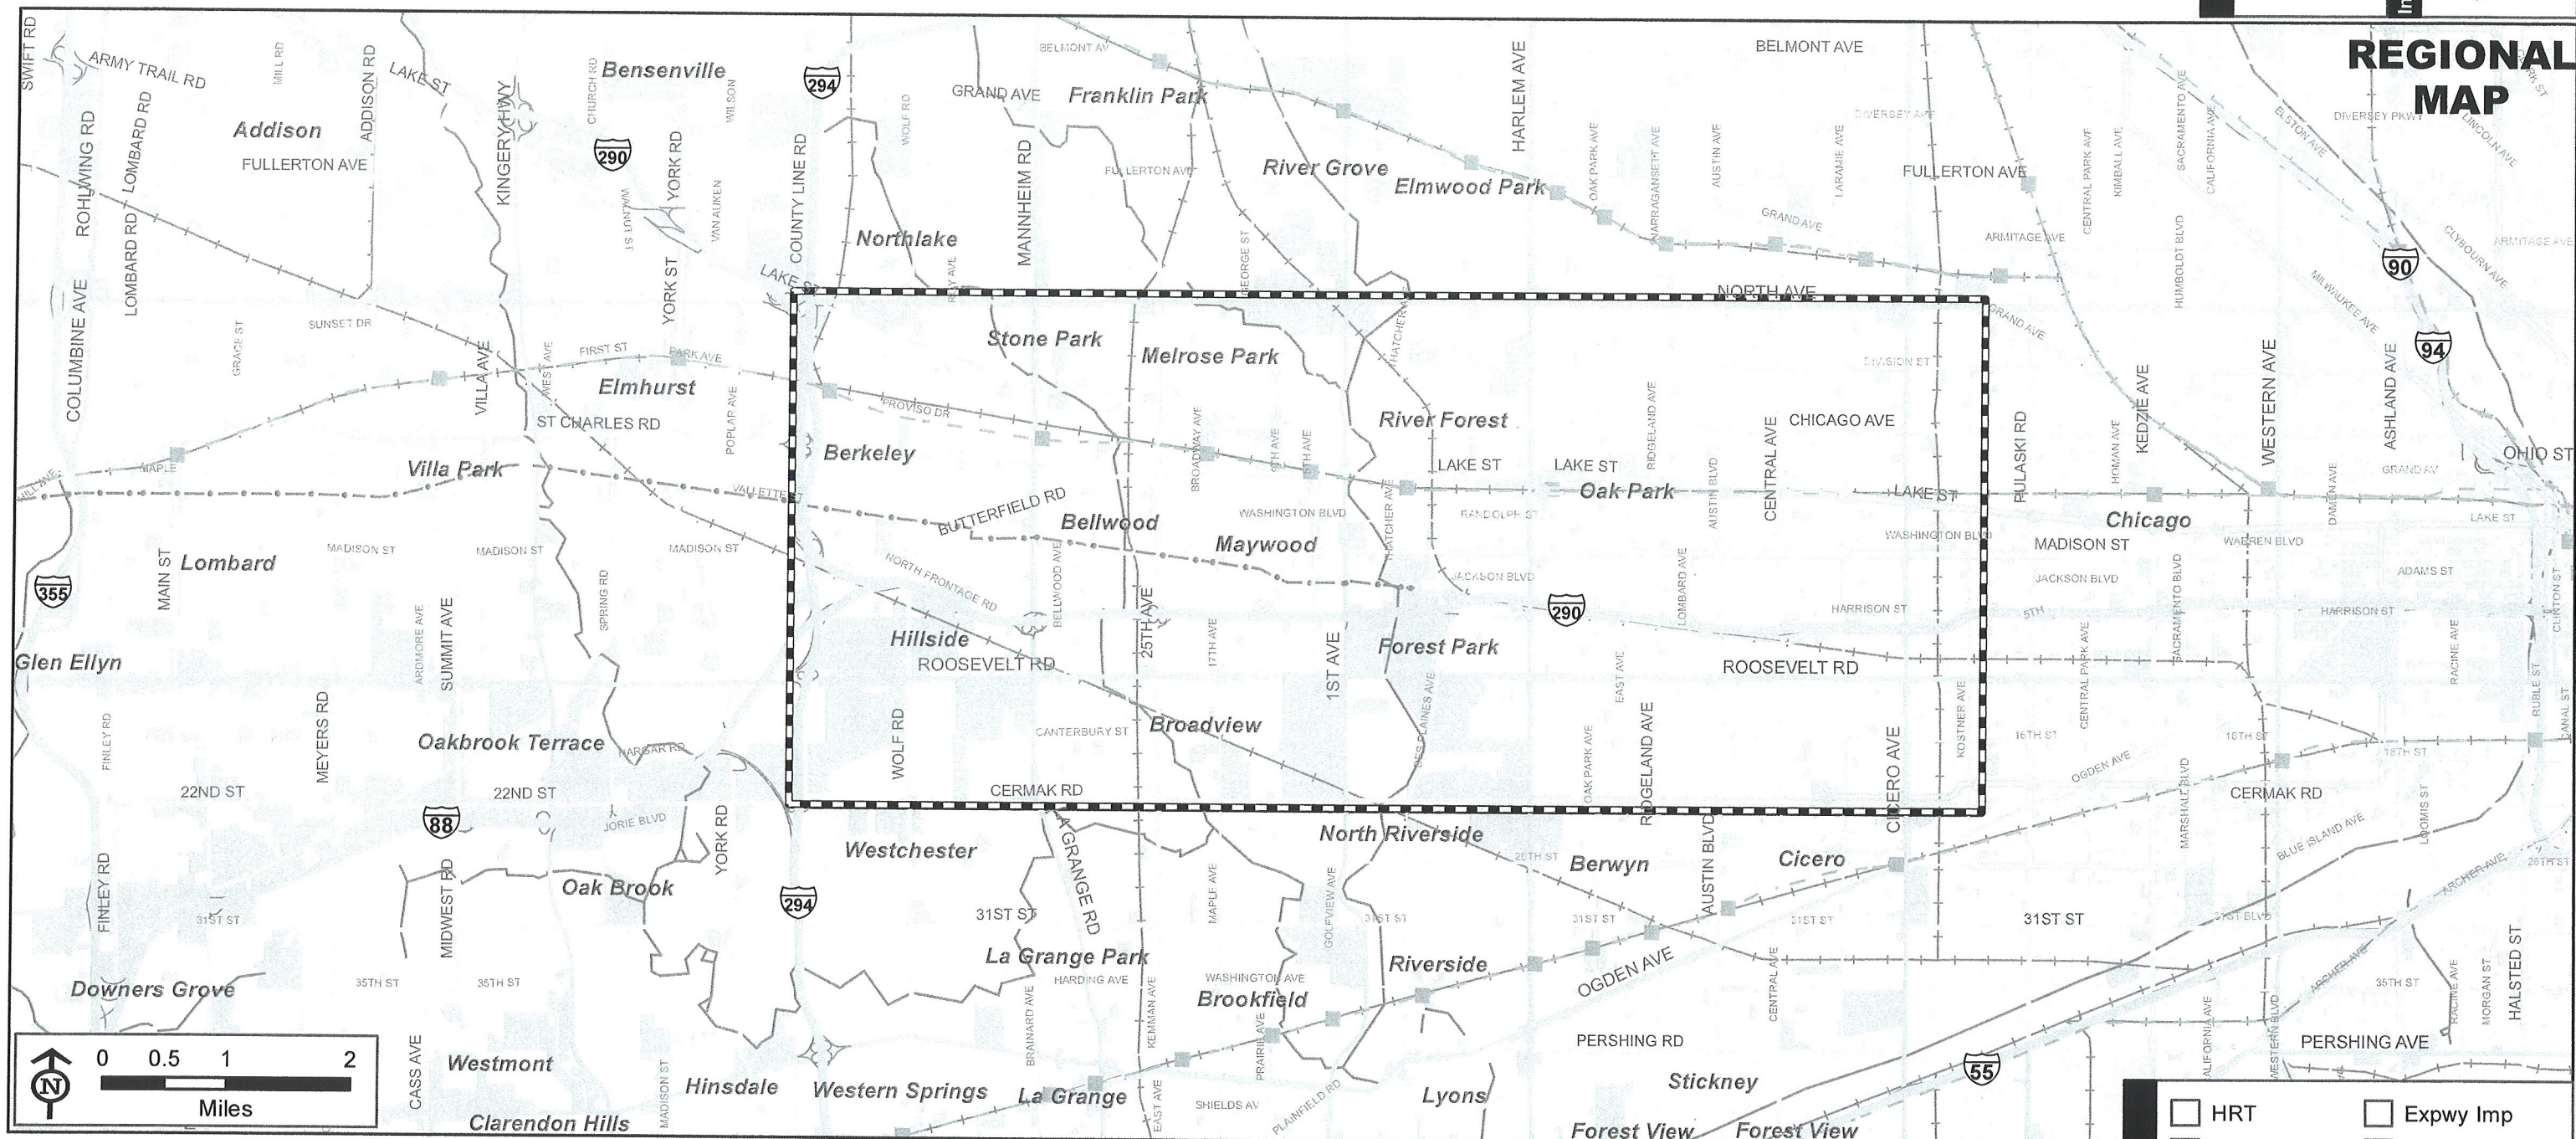 REGIONAL
MAP
SWIFT RD
ARMY TRAIL RD
MILL RD
ADDISON RD
LAKE ST
KINGERY HWY
CHURCH RD
Bensenville
WILSON
294
BELMONT AV
GRAND AVE
Franklin Park
HARLEM AVE
BELMONT AVE
ROHLWING RD
LOMBARD RD
Addison
FULLERTON AVE
290
YORK RD
COUNTY LINE RD
WOLF RD
MANNHEIM RD
FULLERTON AVE
River Grove
Elmwood Park
OAK PARK AVE
NARRAGANSETT AVE
AUSTIN AVE
LARAMIE AVE
DIVERSEY AVE
FULLERTON AVE
CENTRAL PARK AVE
KIMBALL AVE
SACRAMENTO AVE
CALIFORNIA AVE
ELSTON AVE
DIVERSEY PKWY
LINCOLN AVE
LOMBARD RD
WALNUT ST
VAN AUKEN
Northlake
GEORGE ST
GRAND AVE
ARMITAGE AVE
HUMBOLDT BLVD
90
CLYBOURN AVE
ARMITAGE AVE
MILWAUKEE AVE
COLUMBINE AVE
YORK ST
LAKE ST
NORTH AVE
GRAND AVE
GRACE ST
SUNSET DR
VILLA AVE
WEST AVE
FIRST ST
PARK AVE
Elmhurst
ST CHARLES RD
POPLAR AVE
Stone Park
Melrose Park
THATCHER AVE
DIVISION ST
94
PROVISO DR
BROADWAY AVE
9TH AVE
5TH AVE
River Forest
RIDGELAND AVE
CENTRAL AVE
CHICAGO AVE
PULASKI RD
HOMAN AVE
KEDZIE AVE
WESTERN AVE
ASHLAND AVE
OHIO ST
MAPLE
Villa Park
VALLETTE ST
Berkeley
BUTTERFIELD RD
LAKE ST
LAKE ST
Oak Park
AUSTIN BLVD
LAKE ST
GRAND AV
DAMEN AVE
LAKE ST
Bellwood
WASHINGTON BLVD
THATCHER AVE
RANDOLPH ST
WASHINGTON BLVD
Chicago
MADISON ST
WARREN BLVD
355
MAIN ST
Lombard
MADISON ST
MADISON ST
MADISON ST
NORTH FRONTAGE RD
BELLWOOD AVE
Maywood
JACKSON BLVD
LOMBARD AVE
JACKSON BLVD
SACRAMENTO BLVD
ADAMS ST
CLINTON ST
Glen Ellyn
ARDMORE AVE
SUMMIT AVE
SPRING RD
Hillside
ROOSEVELT RD
25TH AVE
17TH AVE
1ST AVE
Forest Park
290
HARRISON ST
5TH
HARRISON ST
ROOSEVELT RD
EAST AVE
CENTRAL PARK AVE
RACINE AVE
RUBLE ST
CANAL ST
FINLEY RD
MEYERS RD
Oakbrook Terrace
WOLF RD
CANTERBURY ST
Broadview
DES PLAINES AVE
OAK PARK AVE
RIDGELAND AVE
CICERO AVE
KOSTNER AVE
16TH ST
OGDEN AVE
16TH ST
18TH ST
22ND ST
22ND ST
88
JORIE BLVD
YORK RD
CERMAK RD
MARSHALL BLVD
CERMAK RD
LOOMIS ST
BLUE ISLAND AVE
ARCHER AVE
26TH ST
FINLEY RD
31ST ST
MIDWEST RD
Oak Brook
294
Westchester
LA GRANGE RD
31ST ST
MAPLE AVE
GOLFVIEW AVE
North Riverside
31ST ST
26TH ST
Berwyn
31ST ST
AUSTIN BLVD
Cicero
31ST ST
31ST ST
31ST BLVD
Downers Grove
35TH ST
35TH ST
La Grange Park
HARDING AVE
WASHINGTON AVE
Brookfield
Riverside
OGDEN AVE
CENTRAL AVE
ARCHER AVE
35TH ST
RACINE AVE
MORGAN ST
HALSTED ST
BRAINARD AVE
KEMMAN AVE
PRAIRIE AVE
PERSHING RD
WESTERN BLVD
PERSHING AVE
N
0 0.5 1 2
Miles
CASS AVE
Westmont
MADISON ST
Hinsdale
Western Springs
La Grange
EAST AVE
SHIELDS AV
PLAINFIELD RD
Lyons
Stickney
55
Clarendon Hills
Forest View
Forest View
HRT
Expwy Imp